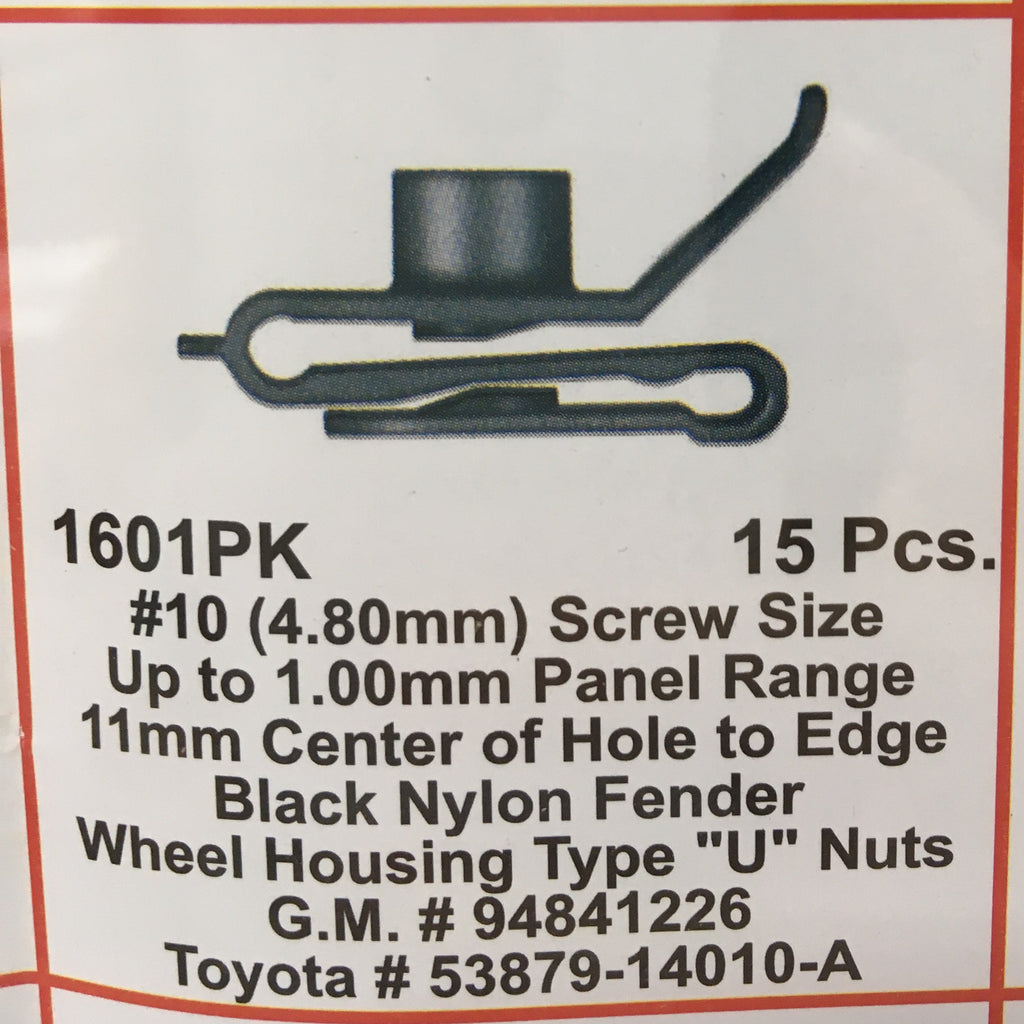 1601PK 15 Pcs.
#10 (4.80mm) Screw Size
Up to 1.00mm Panel Range
11mm Center of Hole to Edge
Black Nylon Fender
Wheel Housing Type "U" Nuts
G.M. # 94841226
Toyota # 53879-14010-A